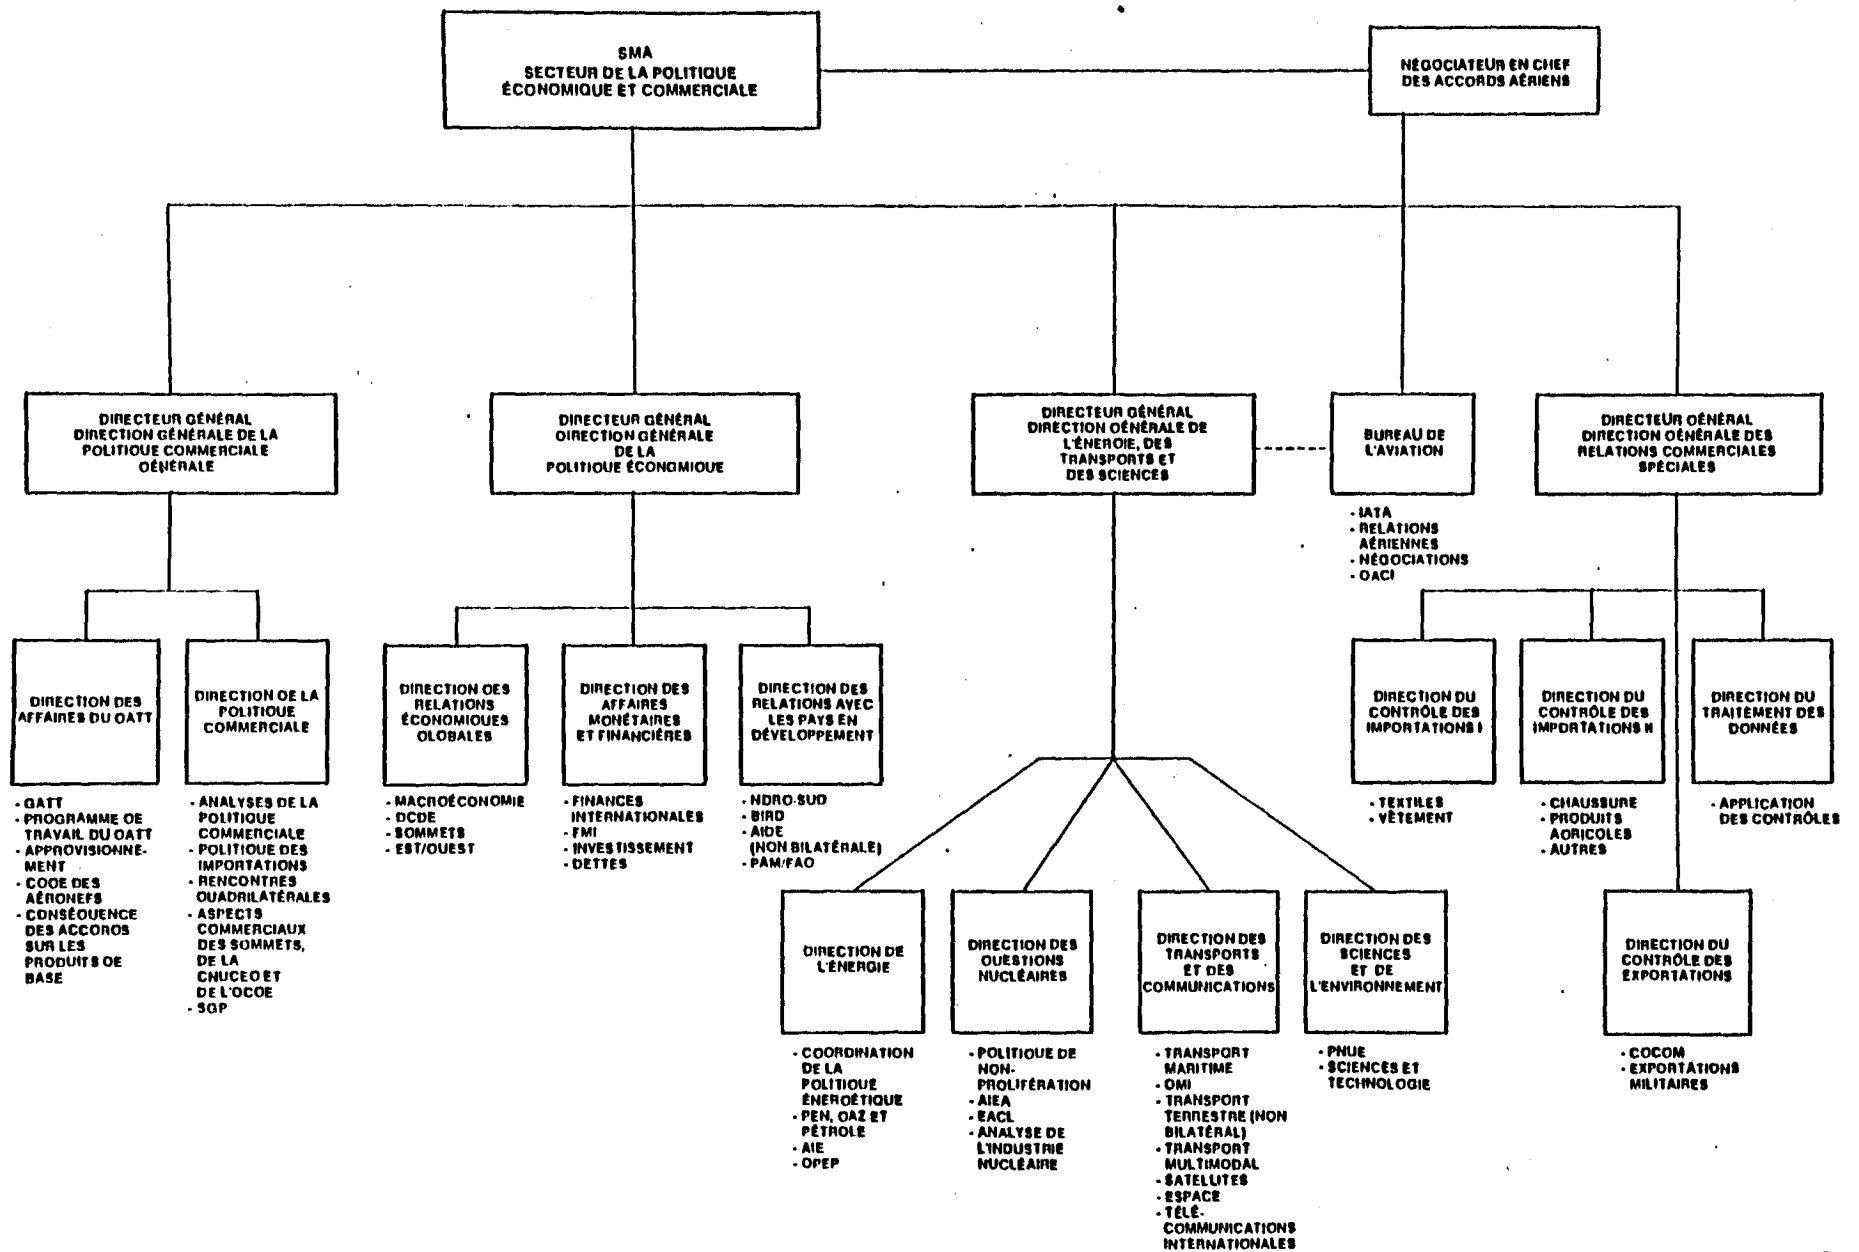 SMA
SECTEUR DE LA POLITIQUE
ÉCONOMIQUE ET COMMERCIALE
NÉGOCIATEUR EN CHEF
DES ACCORDS AÉRIENS
DIRECTEUR GÉNÉRAL
DIRECTION GÉNÉRALE DE LA
POLITIQUE COMMERCIALE
GÉNÉRALE
DIRECTEUR GÉNÉRAL
DIRECTION GÉNÉRALE
DE LA
POLITIQUE ÉCONOMIQUE
DIRECTEUR GÉNÉRAL
DIRECTION GÉNÉRALE DE
L'ÉNERGIE, DES
TRANSPORTS ET
DES SCIENCES
BUREAU DE
L'AVIATION
- IATA
- RELATIONS
AÉRIENNES
- NÉGOCIATIONS
- OACI
DIRECTEUR GÉNÉRAL
DIRECTION GÉNÉRALE DES
RELATIONS COMMERCIALES
SPÉCIALES
DIRECTION DES
AFFAIRES DU GATT
- GATT
- PROGRAMME DE
TRAVAIL DU GATT
- APPROVISIONNE-
MENT
- CODE DES
AÉRONEFS
- CONSÉQUENCE
DES ACCORDS
SUR LES
PRODUITS DE
BASE
DIRECTION DE LA
POLITIQUE
COMMERCIALE
- ANALYSES DE LA
POLITIQUE
COMMERCIALE
- POLITIQUE DES
IMPORTATIONS
- RENCONTRES
QUADRILATÉRALES
- ASPECTS
COMMERCIAUX
DES SOMMETS,
DE LA
CNUCED ET
DE L'OCDE
- SGP
DIRECTION DES
RELATIONS
ÉCONOMIQUES
GLOBALES
- MACROÉCONOMIE
- OCDE
- SOMMETS
- EST/OUEST
DIRECTION DES
AFFAIRES
MONÉTAIRES
ET FINANCIÈRES
- FINANCES
INTERNATIONALES
- FMI
- INVESTISSEMENT
- DETTES
DIRECTION DES
RELATIONS AVEC
LES PAYS EN
DÉVELOPPEMENT
- NORD-SUD
- BIRD
- AIDE
(NON BILATÉRALE)
- PAM/FAO
DIRECTION DU
CONTRÔLE DES
IMPORTATIONS I
- TEXTILES
- VÊTEMENT
DIRECTION DU
CONTRÔLE DES
IMPORTATIONS II
- CHAUSSURE
- PRODUITS
AGRICOLES
- AUTRES
DIRECTION DU
TRAITEMENT DES
DONNÉES
- APPLICATION
DES CONTRÔLES
DIRECTION DE
L'ÉNERGIE
- COORDINATION
DE LA
POLITIQUE
ÉNERGÉTIQUE
- PEN, GAZ ET
PÉTROLE
- AIE
- OPEP
DIRECTION DES
QUESTIONS
NUCLÉAIRES
- POLITIQUE DE
NON-
PROLIFÉRATION
- AIEA
- EACL
- ANALYSE DE
L'INDUSTRIE
NUCLÉAIRE
DIRECTION DES
TRANSPORTS
ET DES
COMMUNICATIONS
- TRANSPORT
MARITIME
- OMI
- TRANSPORT
TERRESTRE (NON
BILATÉRAL)
- TRANSPORT
MULTIMODAL
- SATELLITES
- ESPACE
- TÉLÉ-
COMMUNICATIONS
INTERNATIONALES
DIRECTION DES
SCIENCES
ET DE
L'ENVIRONNEMENT
- PNUE
- SCIENCES ET
TECHNOLOGIE
DIRECTION DU
CONTRÔLE DES
EXPORTATIONS
- COCOM
- EXPORTATIONS
MILITAIRES